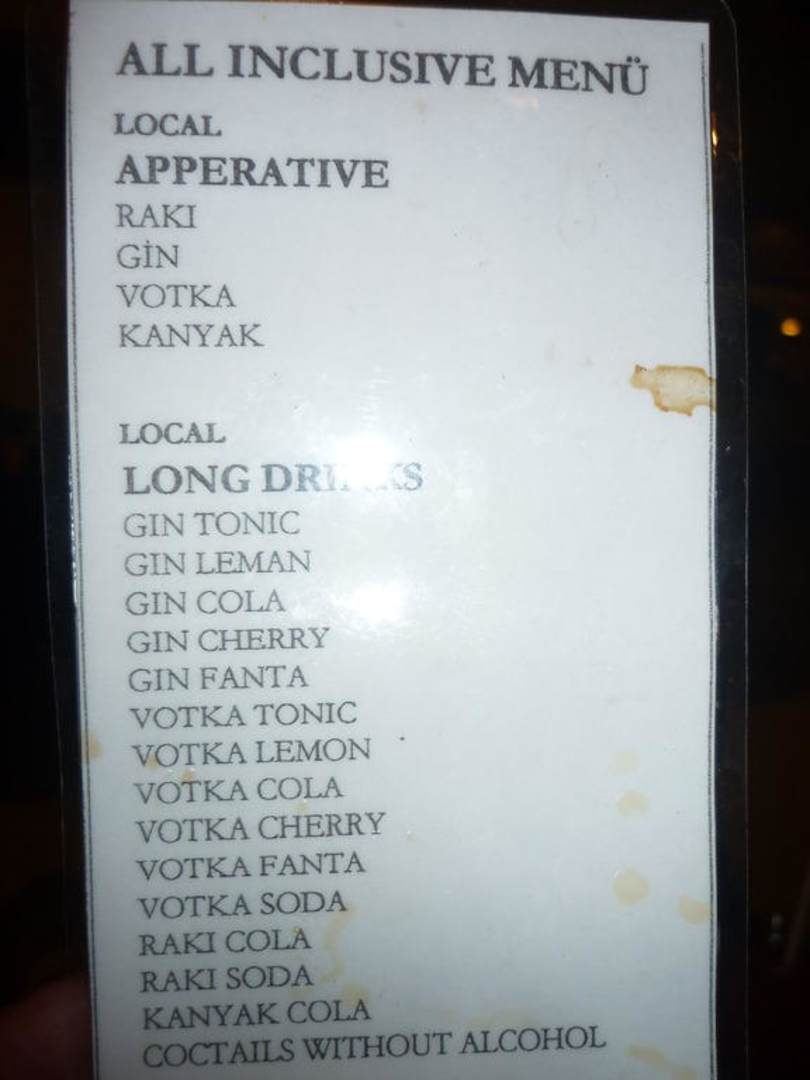 ALL INCLUSIVE MENÜ
LOCAL
APPERATIVE
RAKI
GİN
VOTKA
KANYAK
LOCAL
LONG DRINKS
GIN TONIC
GIN LEMAN
GIN COLA
GIN CHERRY
GIN FANTA
VOTKA TONIC
VOTKA LEMON
VOTKA COLA
VOTKA CHERRY
VOTKA FANTA
VOTKA SODA
RAKI COLA
RAKI SODA
KANYAK COLA
COCTAILS WITHOUT ALCOHOL